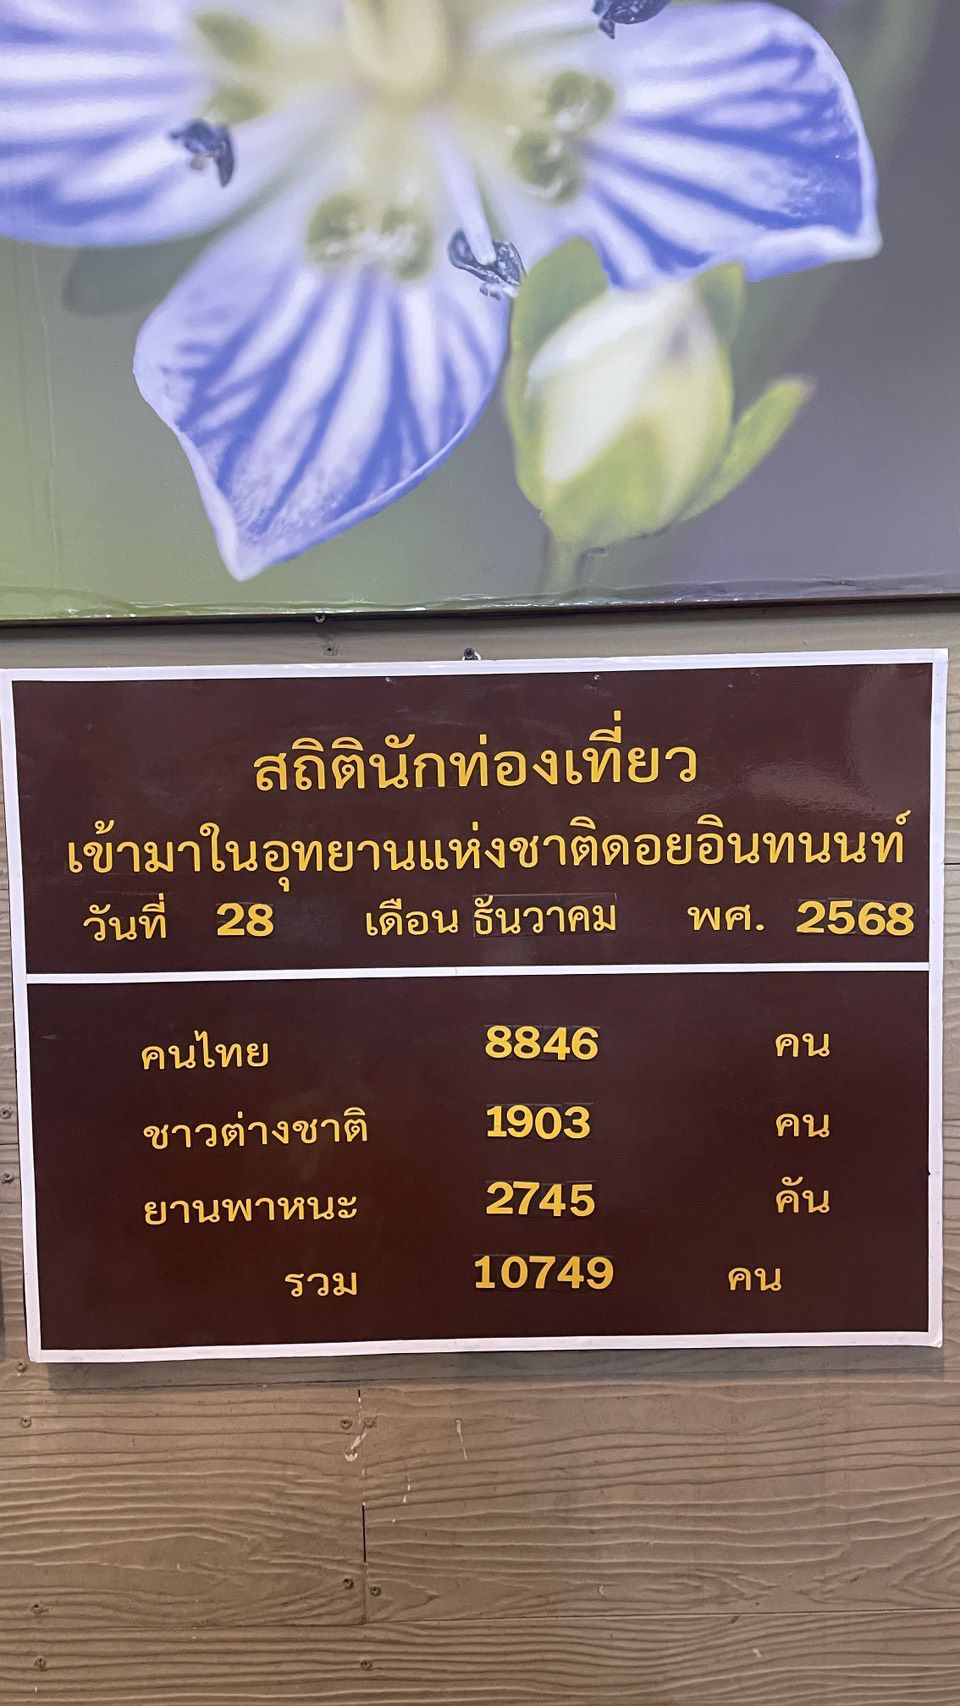 สถิตินักท่องเที่ยว
เข้ามาในอุทยานแห่งชาติดอยอินทนนท์
วันที่ 28 เดือน ธันวาคม พศ. 2568
คนไทย 8846 คน
ชาวต่างชาติ 1903 คน
ยานพาหนะ 2745 คัน
รวม 10749 คน